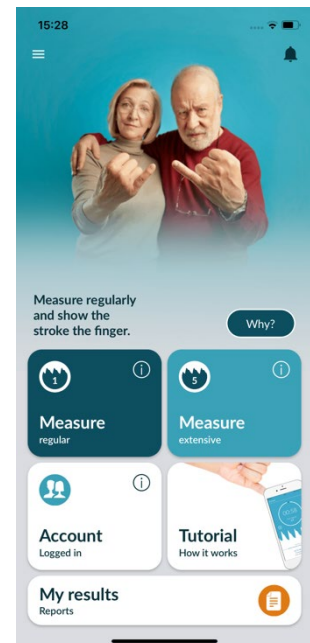 15:28
Measure regularly
and show the
stroke the finger.
Why?
1
5
Measure
regular
Measure
extensive
Account
Logged in
Tutorial
How it works
My results
Reports